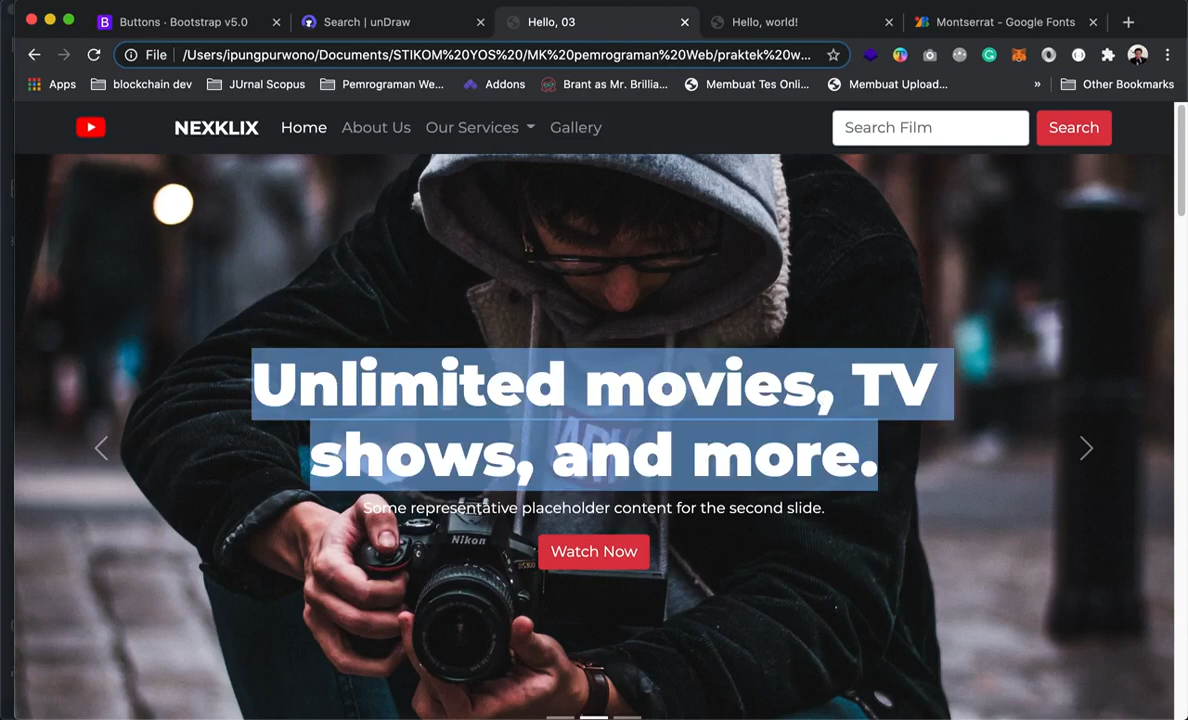 Buttons · Bootstrap v5.0
Search | unDraw
Hello, 03
Hello, world!
Montserrat - Google Fonts
File
/Users/ipungpurwono/Documents/STIKOM%20YOS%20/MK%20pemrograman%20Web/praktek%20w...
Apps
blockchain dev
JUrnal Scopus
Pemrograman We...
Addons
Brant as Mr. Brillia...
Membuat Tes Onli...
Membuat Upload...
»
Other Bookmarks
NEXKLIX
Home
About Us
Our Services
Gallery
Search Film
Search
Unlimited movies, TV
shows, and more.
Some representative placeholder content for the second slide.
Watch Now
Nikon